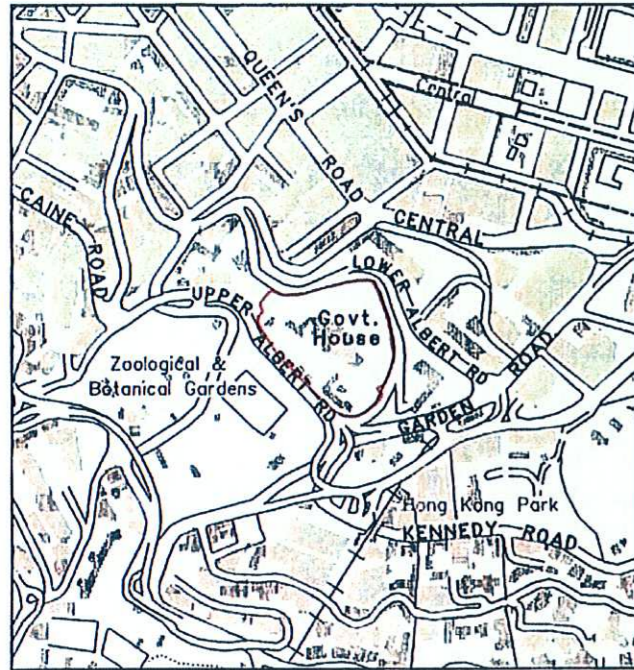 QUEEN'S ROAD CENTRAL
Central
CAINE ROAD
LOWER ALBERT RD
UPPER ALBERT RD
Govt.
House
Zoological &
Botanical Gardens
GARDEN ROAD
Hong Kong Park
KENNEDY ROAD